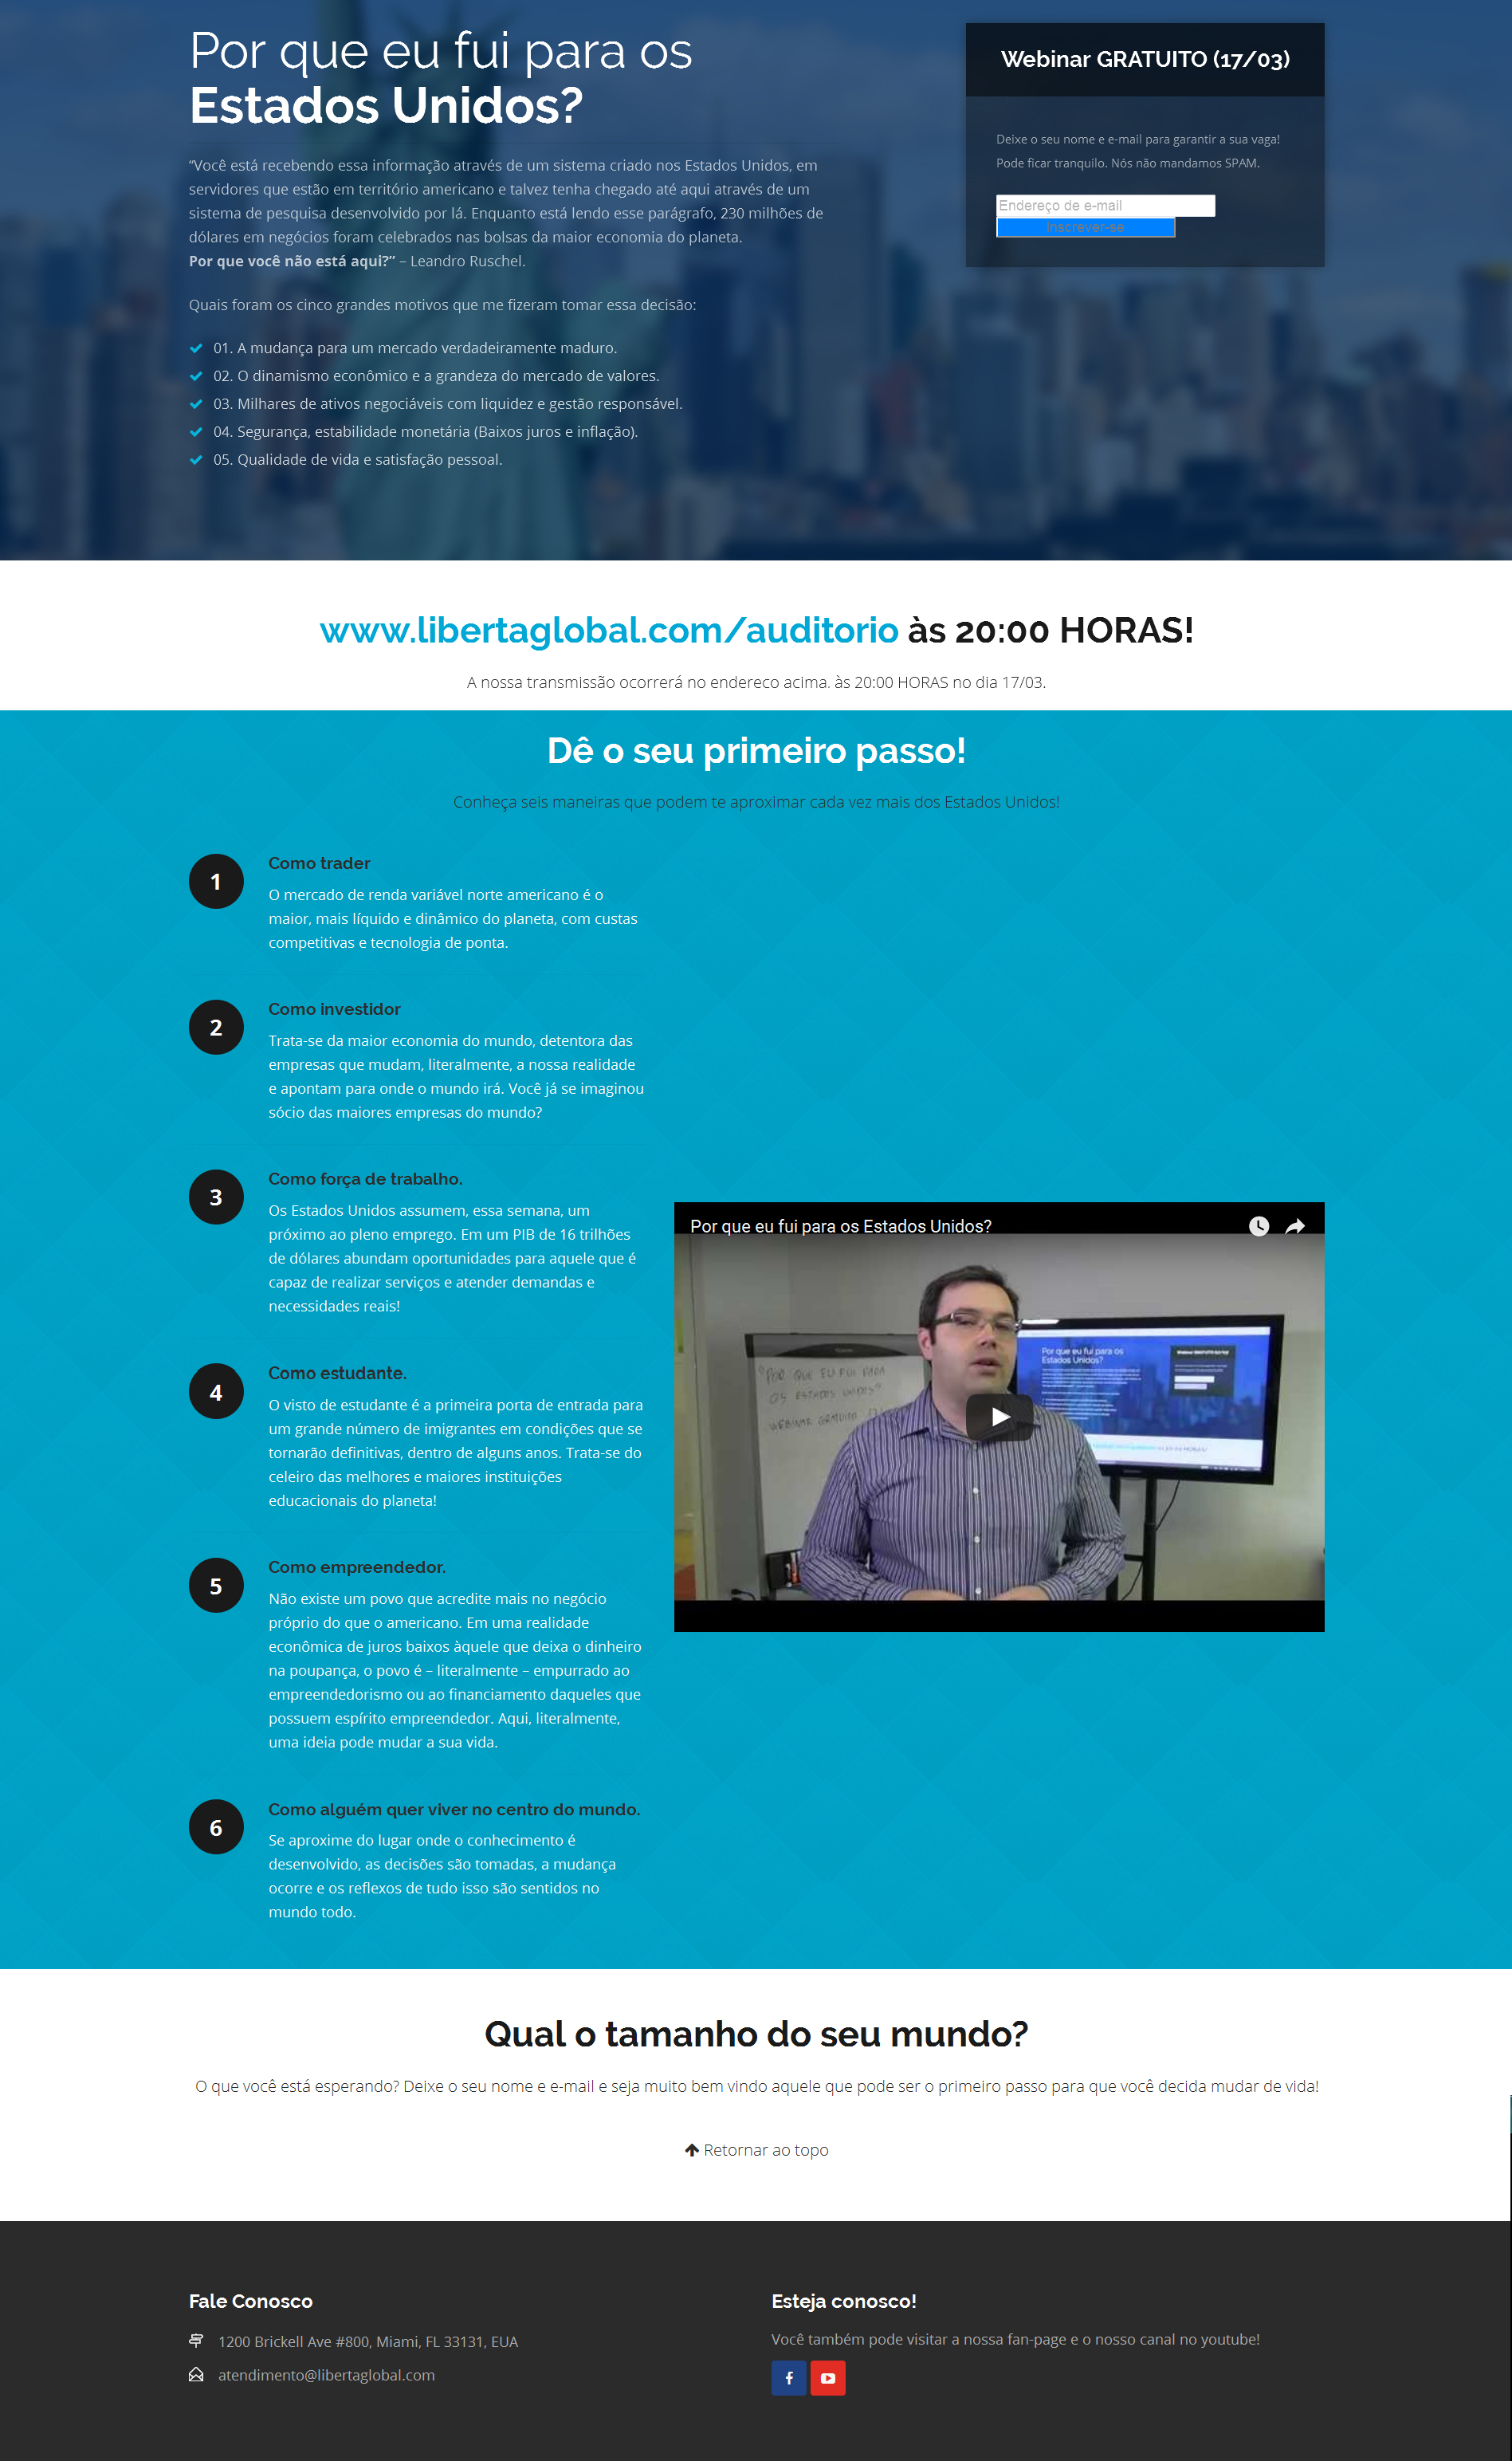 Por que eu fui para os
Estados Unidos?
“Você está recebendo essa informação através de um sistema criado nos Estados Unidos, em
servidores que estão em território americano e talvez tenha chegado até aqui através de um
sistema de pesquisa desenvolvido por lá. Enquanto está lendo esse parágrafo, 230 milhões de
dólares em negócios foram celebrados nas bolsas da maior economia do planeta.
Por que você não está aqui?” – Leandro Ruschel.
Quais foram os cinco grandes motivos que me fizeram tomar essa decisão:
01. A mudança para um mercado verdadeiramente maduro.
02. O dinamismo econômico e a grandeza do mercado de valores.
03. Milhares de ativos negociáveis com liquidez e gestão responsável.
04. Segurança, estabilidade monetária (Baixos juros e inflação).
05. Qualidade de vida e satisfação pessoal.
Webinar GRATUITO (17/03)
Deixe o seu nome e e-mail para garantir a sua vaga!
Pode ficar tranquilo. Nós não mandamos SPAM.
Endereço de e-mail
Inscrever-se
www.libertaglobal.com/auditorio às 20:00 HORAS!
A nossa transmissão ocorrerá no endereco acima. às 20:00 HORAS no dia 17/03.
Dê o seu primeiro passo!
Conheça seis maneiras que podem te aproximar cada vez mais dos Estados Unidos!
1
Como trader
O mercado de renda variável norte americano é o
maior, mais líquido e dinâmico do planeta, com custas
competitivas e tecnologia de ponta.
2
Como investidor
Trata-se da maior economia do mundo, detentora das
empresas que mudam, literalmente, a nossa realidade
e apontam para onde o mundo irá. Você já se imaginou
sócio das maiores empresas do mundo?
3
Como força de trabalho.
Os Estados Unidos assumem, essa semana, um
próximo ao pleno emprego. Em um PIB de 16 trilhões
de dólares abundam oportunidades para aquele que é
capaz de realizar serviços e atender demandas e
necessidades reais!
4
Como estudante.
O visto de estudante é a primeira porta de entrada para
um grande número de imigrantes em condições que se
tornarão definitivas, dentro de alguns anos. Trata-se do
celeiro das melhores e maiores instituições
educacionais do planeta!
5
Como empreendedor.
Não existe um povo que acredite mais no negócio
próprio do que o americano. Em uma realidade
econômica de juros baixos àquele que deixa o dinheiro
na poupança, o povo é – literalmente – empurrado ao
empreendedorismo ou ao financiamento daqueles que
possuem espírito empreendedor. Aqui, literalmente,
uma ideia pode mudar a sua vida.
6
Como alguém quer viver no centro do mundo.
Se aproxime do lugar onde o conhecimento é
desenvolvido, as decisões são tomadas, a mudança
ocorre e os reflexos de tudo isso são sentidos no
mundo todo.
Por que eu fui para os Estados Unidos?
"POR QUE EU FUI PARA
OS ESTADOS UNIDOS"
WEBINAR GRATUITO
Por que eu fui para os
Estados Unidos?
Qual o tamanho do seu mundo?
O que você está esperando? Deixe o seu nome e e-mail e seja muito bem vindo aquele que pode ser o primeiro passo para que você decida mudar de vida!
Retornar ao topo
Fale Conosco
1200 Brickell Ave #800, Miami, FL 33131, EUA
atendimento@libertaglobal.com
Esteja conosco!
Você também pode visitar a nossa fan-page e o nosso canal no youtube!